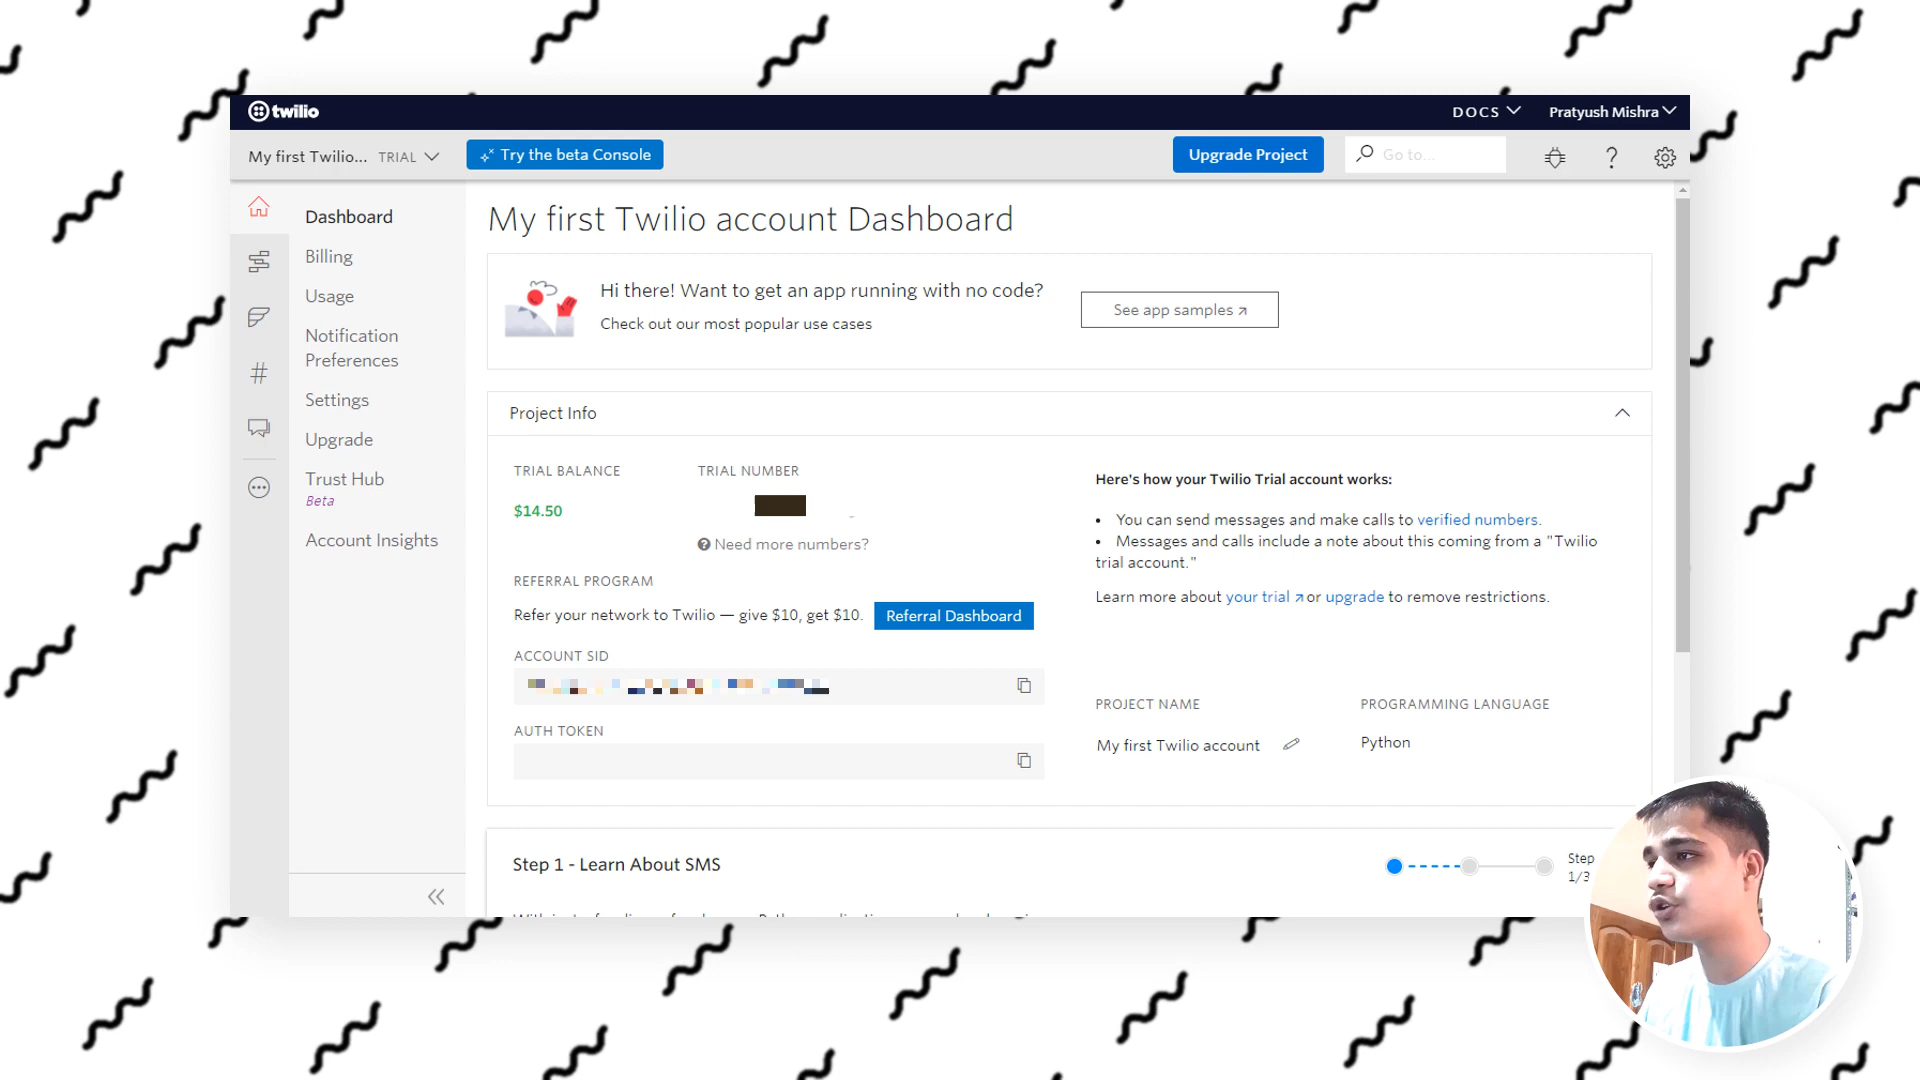 twilio
DOCS
Pratyush Mishra
My first Twilio... TRIAL
Try the beta Console
Upgrade Project
Go to...
Dashboard
Billing
Usage
Notification
Preferences
Settings
Upgrade
Trust Hub
Beta
Account Insights
My first Twilio account Dashboard
Hi there! Want to get an app running with no code?
Check out our most popular use cases
See app samples
Project Info
TRIAL BALANCE
$14.50
TRIAL NUMBER
Need more numbers?
REFERRAL PROGRAM
Refer your network to Twilio — give $10, get $10.
Referral Dashboard
ACCOUNT SID
AUTH TOKEN
Here's how your Twilio Trial account works:
• You can send messages and make calls to verified numbers.
• Messages and calls include a note about this coming from a "Twilio
trial account."
Learn more about your trial or upgrade to remove restrictions.
PROJECT NAME
My first Twilio account
PROGRAMMING LANGUAGE
Python
Step 1 - Learn About SMS
Step
1/3